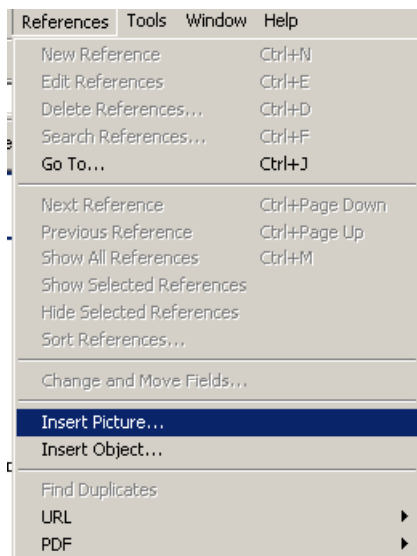 References Tools Window Help
New Reference Ctrl+N
Edit References Ctrl+E
Delete References... Ctrl+D
Search References... Ctrl+F
Go To... Ctrl+J
Next Reference Ctrl+Page Down
Previous Reference Ctrl+Page Up
Show All References Ctrl+M
Show Selected References
Hide Selected References
Sort References...
Change and Move Fields...
Insert Picture...
Insert Object...
Find Duplicates
URL
PDF